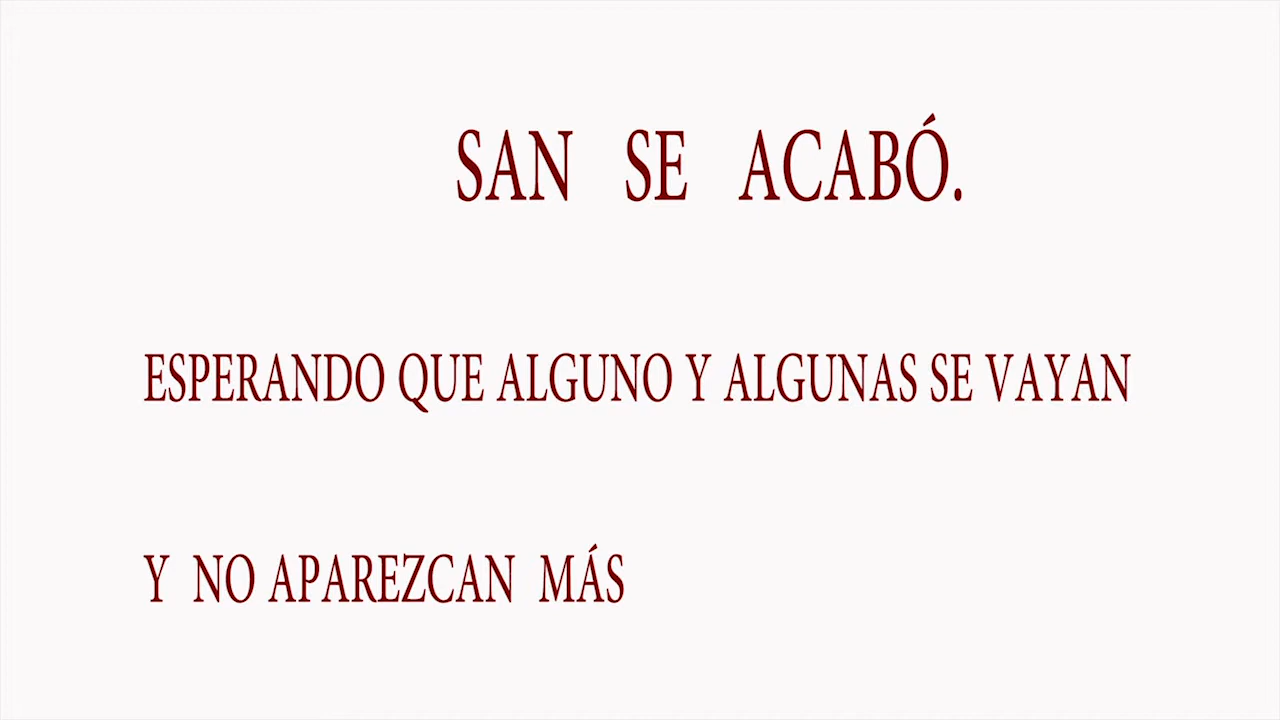 SAN SE ACABÓ.
ESPERANDO QUE ALGUNO Y ALGUNAS SE VAYAN
Y NO APAREZCAN MÁS